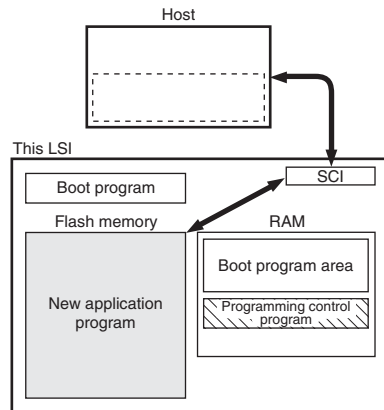 Host
This LSI
SCI
Boot program
Flash memory
RAM
New application
program
Boot program area
Programming control
program